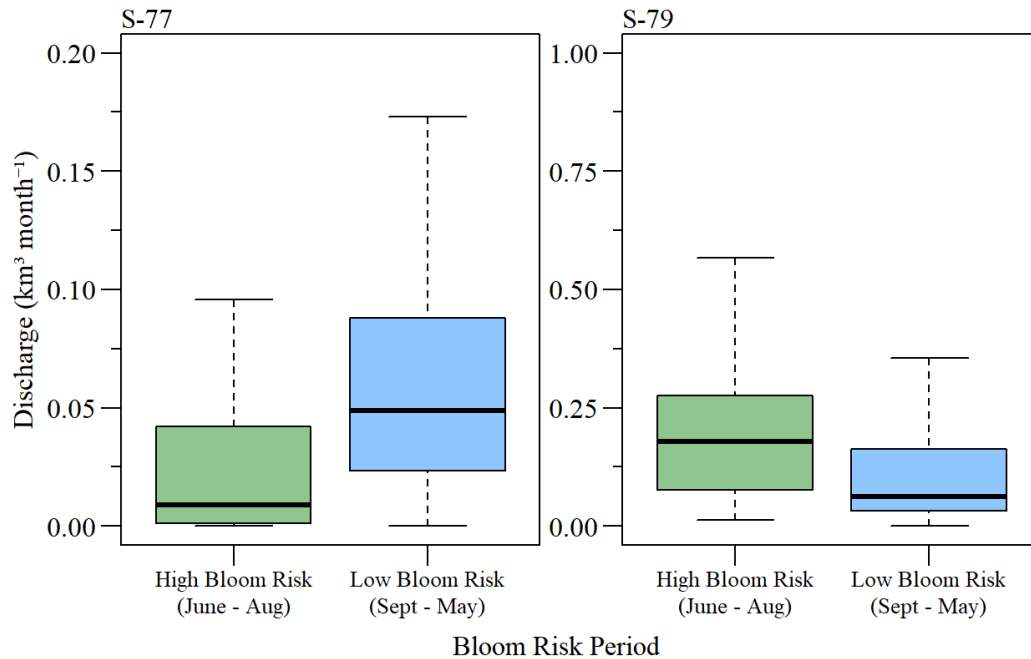 S-77
S-79
Discharge (km³ month⁻¹)
0.20
0.15
0.10
0.05
0.00
1.00
0.75
0.50
0.25
0.00
High Bloom Risk
(June - Aug)
Low Bloom Risk
(Sept - May)
High Bloom Risk
(June - Aug)
Low Bloom Risk
(Sept - May)
Bloom Risk Period